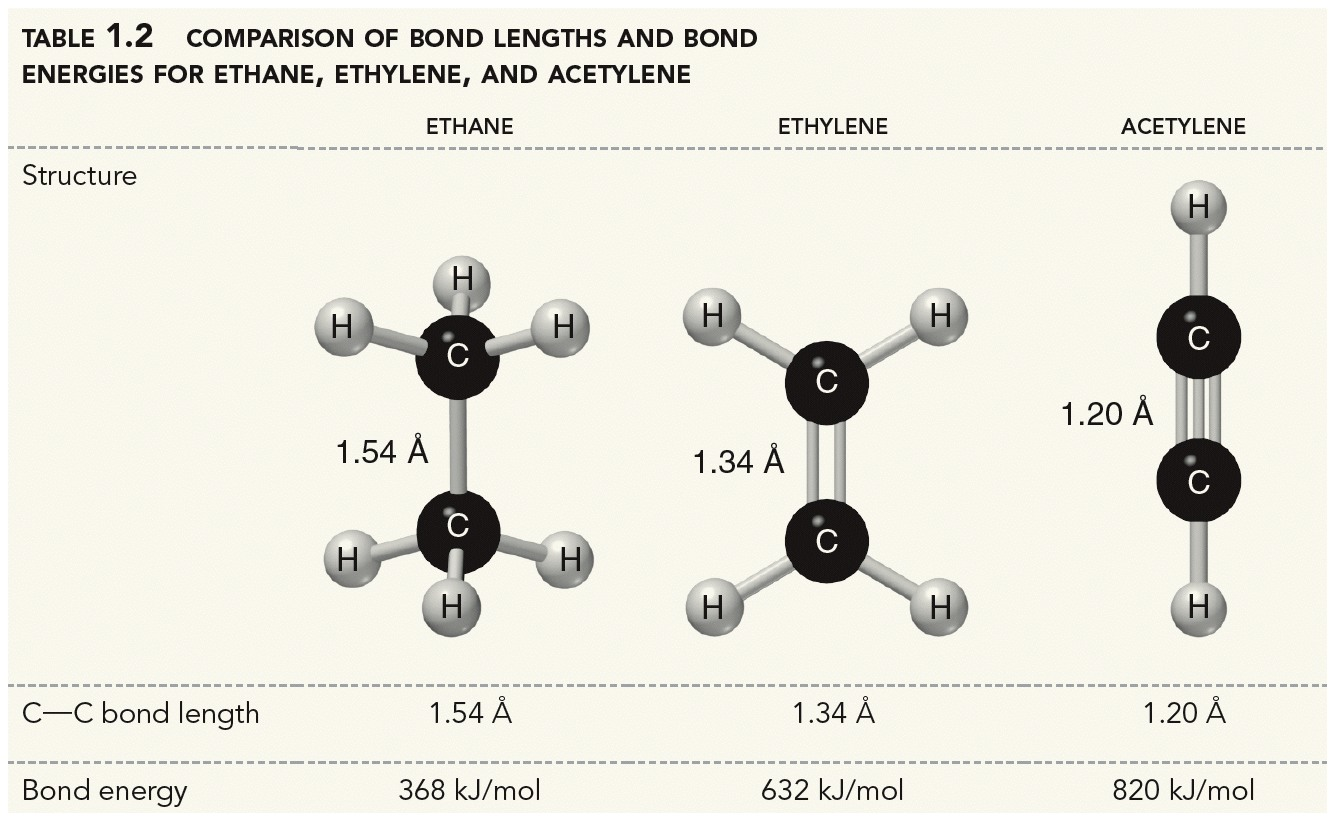 TABLE 1.2 COMPARISON OF BOND LENGTHS AND BOND
ENERGIES FOR ETHANE, ETHYLENE, AND ACETYLENE
ETHANE ETHYLENE ACETYLENE
Structure
H
H
H
H
C
C
H
H
H
1.54 Å
C
H
H
H
H
H
C
1.34 Å
C
H
H
C
1.20 Å
C
H
C—C bond length 1.54 Å 1.34 Å 1.20 Å
Bond energy 368 kJ/mol 632 kJ/mol 820 kJ/mol